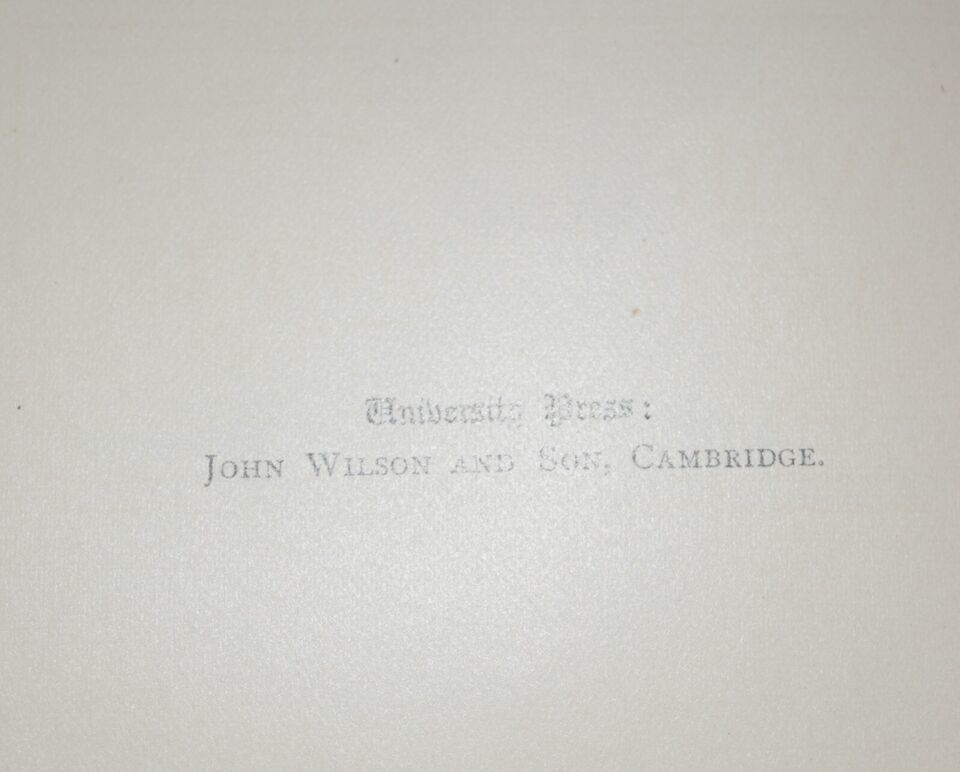 University Press:
JOHN WILSON AND SON, CAMBRIDGE.